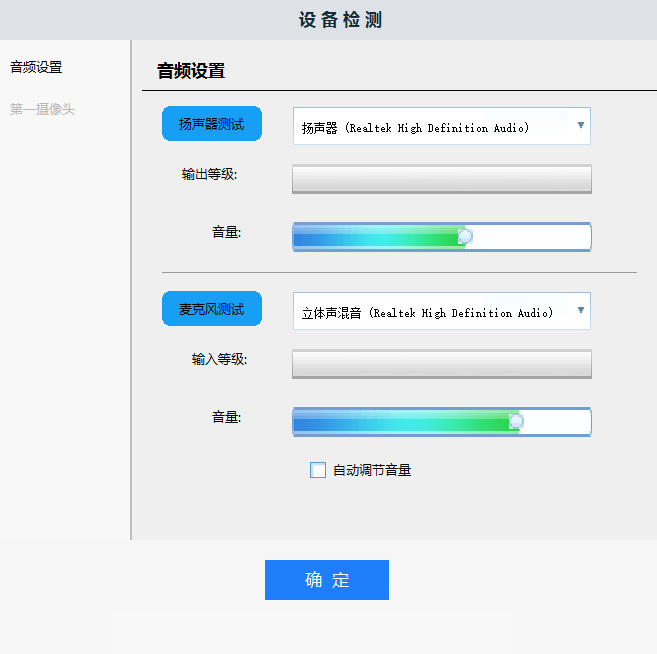 设备检测
音频设置
第一摄像头
音频设置
扬声器测试
扬声器 (Realtek High Definition Audio)
输出等级:
音量:
麦克风测试
立体声混音 (Realtek High Definition Audio)
输入等级:
音量:
自动调节音量
确 定